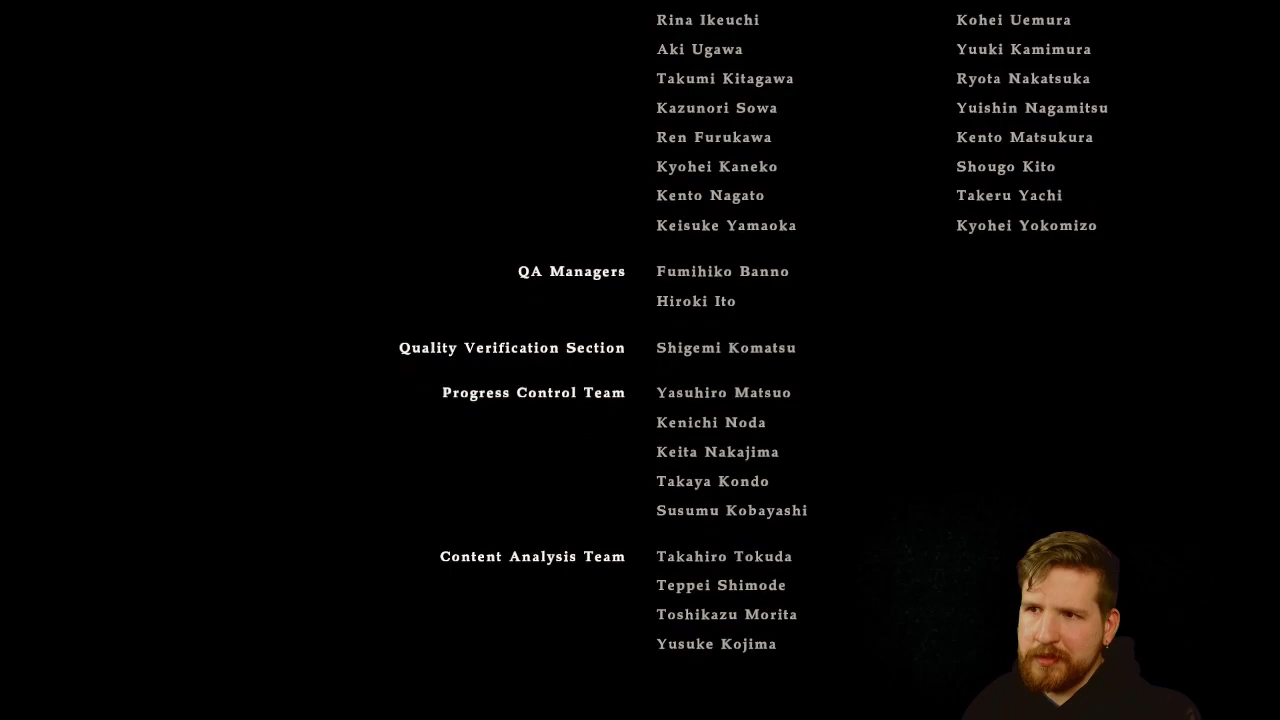 Rina Ikeuchi Kohei Uemura
Aki Ugawa Yuuki Kamimura
Takumi Kitagawa Ryota Nakatsuka
Kazunori Sowa Yuishin Nagamitsu
Ren Furukawa Kento Matsukura
Kyohei Kaneko Shougo Kito
Kento Nagato Takeru Yachi
Keisuke Yamaoka Kyohei Yokomizo
QA Managers Fumihiko Banno
Hiroki Ito
Quality Verification Section Shigemi Komatsu
Progress Control Team Yasuhiro Matsuo
Kenichi Noda
Keita Nakajima
Takaya Kondo
Susumu Kobayashi
Content Analysis Team Takahiro Tokuda
Teppei Shimode
Toshikazu Morita
Yusuke Kojima